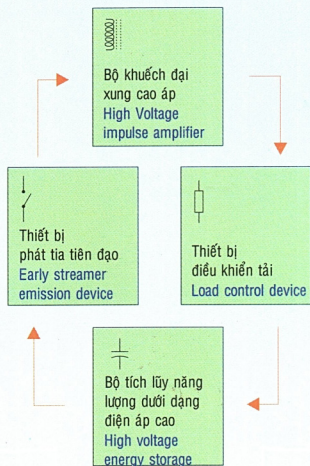 Bộ khuếch đại
xung cao áp
High Voltage
impulse amplifier
Thiết bị
phát tia tiên đạo
Early streamer
emission device
Thiết bị
điều khiển tải
Load control device
Bộ tích lũy năng
lượng dưới dạng
điện áp cao
High voltage
energy storage